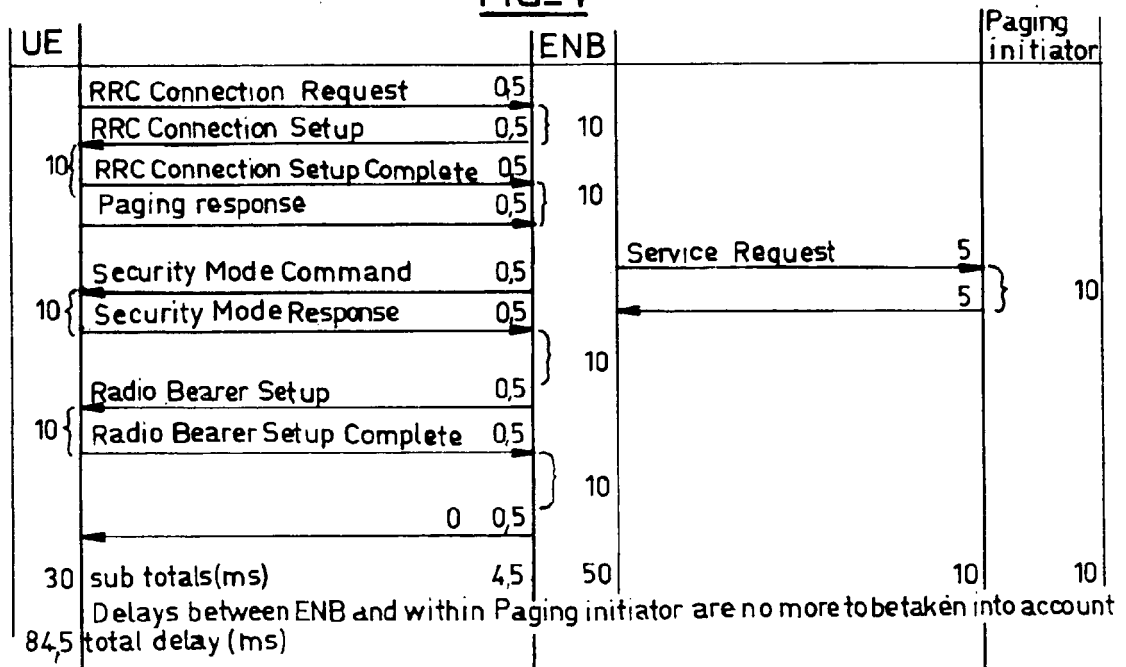 Paging
UE ENB initiator
RRC Connection Request 0,5
RRC Connection Setup 0,5 10
10 RRC Connection Setup Complete 0,5
Paging response 0,5 10
Service Request 5
Security Mode Command 0,5
5 10
10 Security Mode Response 0,5
10
Radio Bearer Setup 0,5
10 Radio Bearer Setup Complete 0,5
10
0 0,5
30 sub totals(ms) 4,5 50 10 10
Delays between ENB and within Paging initiator are no more to be taken into account
84,5 total delay (ms)